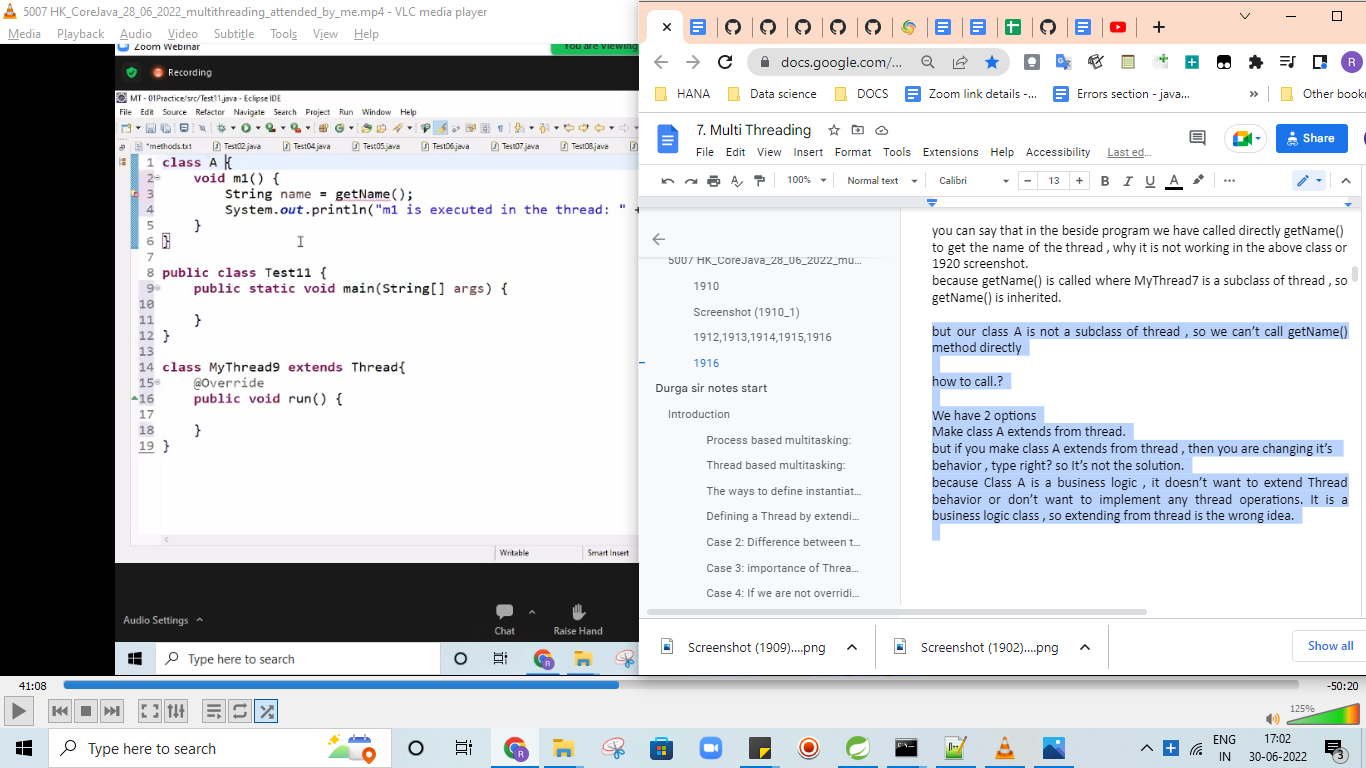 5007 HK_CoreJava_28_06_2022_multithreading_attended_by_me.mp4 - VLC media player
Media Playback Audio Video Subtitle Tools View Help
Zoom Webinar
You are viewing
Recording
MT - 01Practice/src/Test11.java - Eclipse IDE
File Edit Source Refactor Navigate Search Project Run Window Help
*methods.txt Test02.java Test04.java Test05.java Test06.java Test07.java Test08.java
1 class A {
2 void m1() {
3 String name = getName();
4 System.out.println("m1 is executed in the thread: " +
5 }
6 }
7
8 public class Test11 {
9 public static void main(String[] args) {
10
11 }
12 }
13
14 class MyThread9 extends Thread{
15 @Override
16 public void run() {
17
18 }
19 }
Writable Smart Insert
Audio Settings
Chat
Raise Hand
Type here to search
docs.google.com/...
R
HANA Data science DOCS Zoom link details -... Errors section - java... » Other book
7. Multi Threading
File Edit View Insert Format Tools Extensions Help Accessibility Last ed...
Share
100% Normal text Calibri 13 B I U A
5007 HK_CoreJava_28_06_2022_mu...
1910
Screenshot (1910_1)
1912,1913,1914,1915,1916
1916
Durga sir notes start
Introduction
Process based multitasking:
Thread based multitasking:
The ways to define instantiat...
Defining a Thread by extendi...
Case 2: Difference between t...
Case 3: importance of Threa...
Case 4: If we are not overridi...
you can say that in the beside program we have called directly getName()
to get the name of the thread , why it is not working in the above class or
1920 screenshot.
because getName() is called where MyThread7 is a subclass of thread , so
getName() is inherited.
but our class A is not a subclass of thread , so we can't call getName()
method directly
how to call.?
We have 2 options
Make class A extends from thread.
but if you make class A extends from thread , then you are changing it's
behavior , type right? so It's not the solution.
because Class A is a business logic , it doesn't want to extend Thread
behavior or don't want to implement any thread operations. It is a
business logic class , so extending from thread is the wrong idea.
Screenshot (1909)....png Screenshot (1902)....png Show all
41:08 -50:20
125%
Type here to search
ENG
IN
17:02
30-06-2022
3